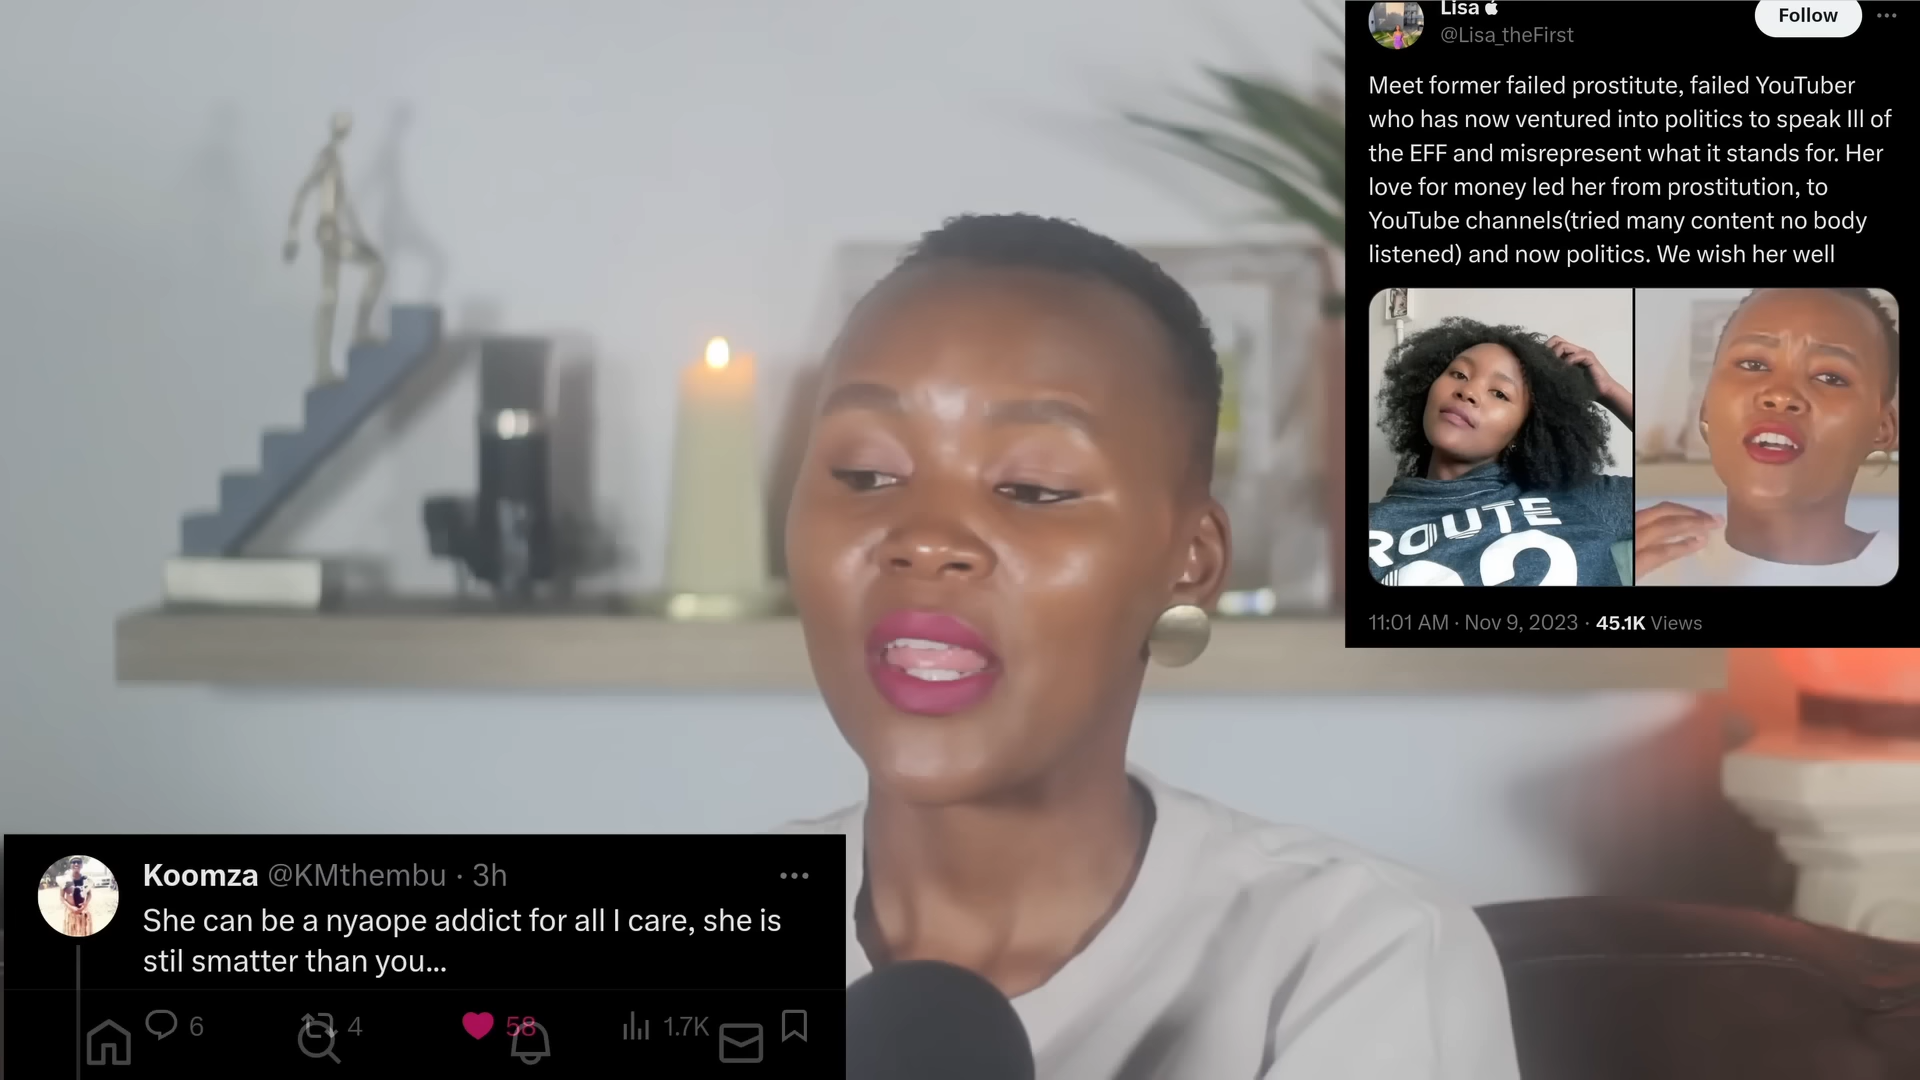 Lisa
@Lisa_theFirst
Follow
Meet former failed prostitute, failed YouTuber
who has now ventured into politics to speak Ill of
the EFF and misrepresent what it stands for. Her
love for money led her from prostitution, to
YouTube channels(tried many content no body
listened) and now politics. We wish her well
ROUTE
11:01 AM · Nov 9, 2023 · 45.1K Views
Koomza @KMthembu · 3h
She can be a nyaope addict for all I care, she is
stil smatter than you...
6 4 58 1.7K